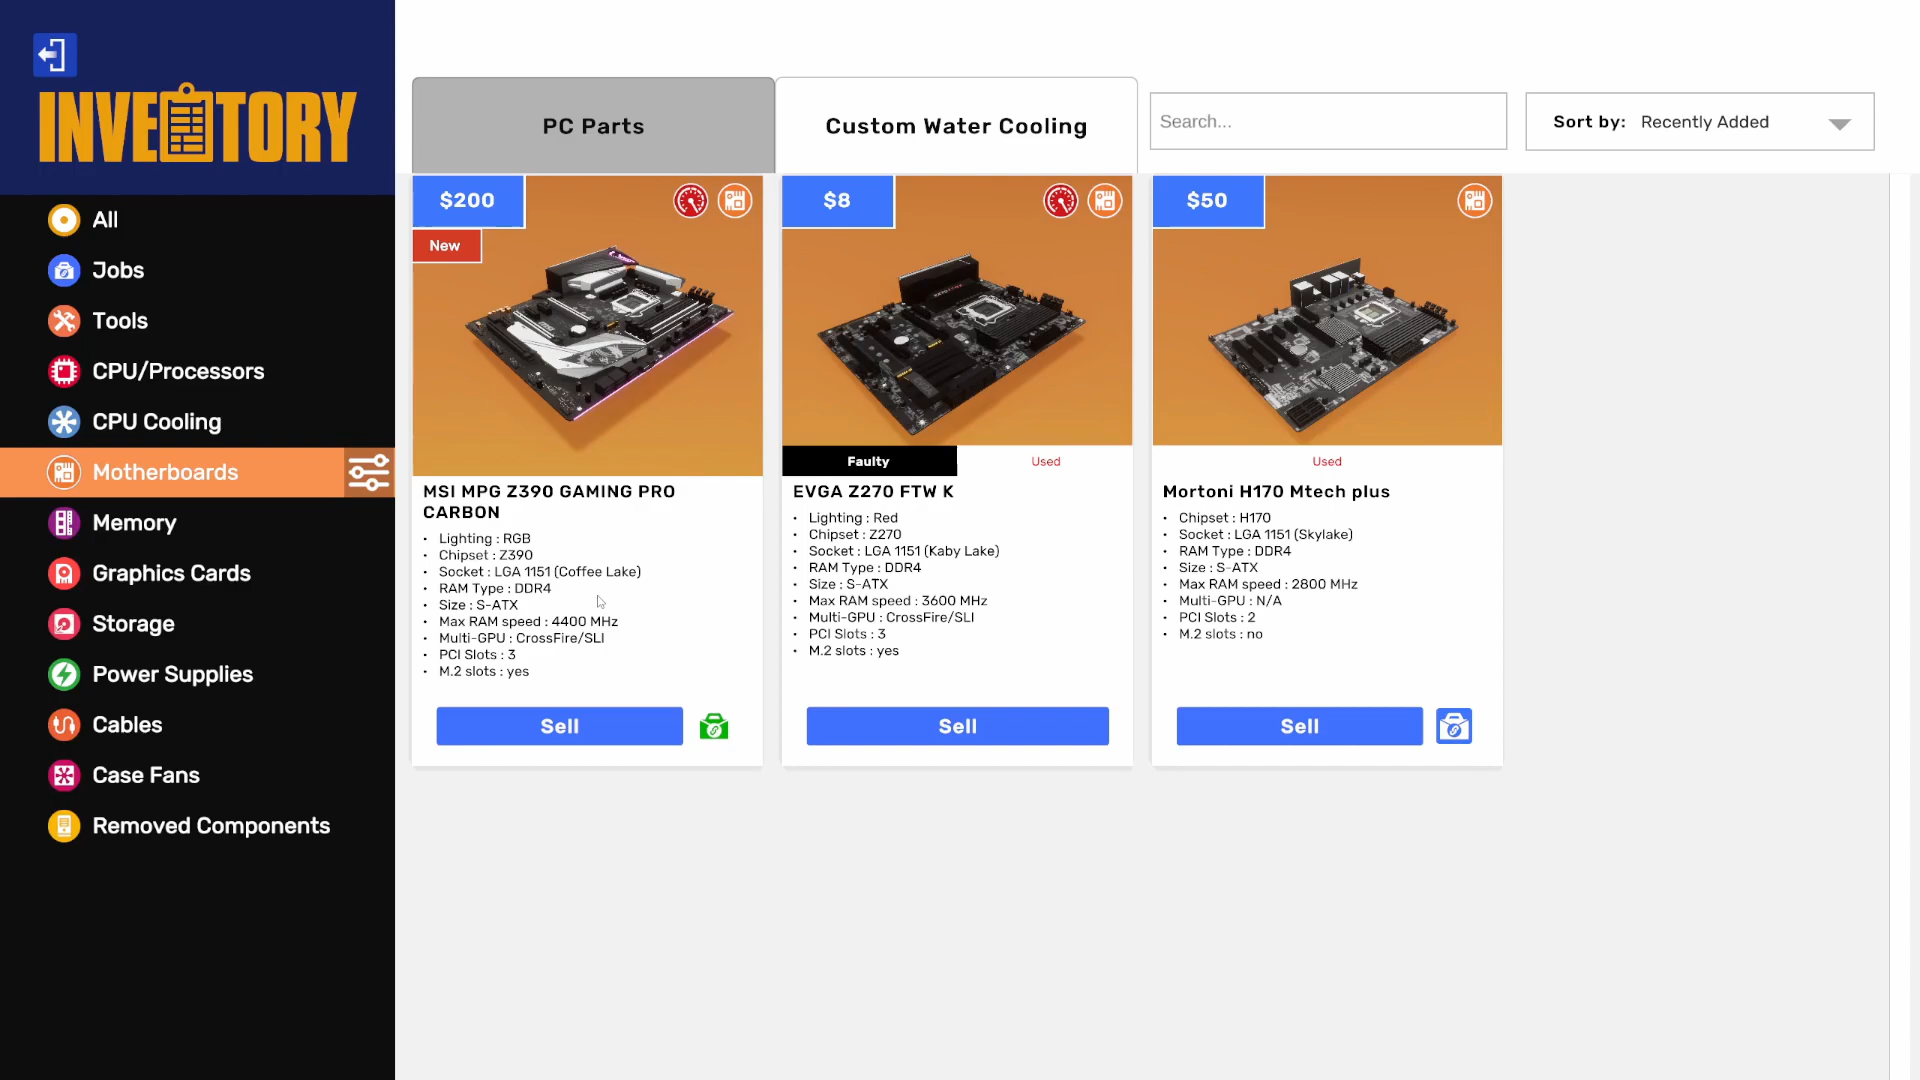 INVENTORY
All
Jobs
Tools
CPU/Processors
CPU Cooling
Motherboards
Memory
Graphics Cards
Storage
Power Supplies
Cables
Case Fans
Removed Components
PC Parts
Custom Water Cooling
Search...
Sort by: Recently Added
$200
New
MSI MPG Z390 GAMING PRO
CARBON
• Lighting : RGB
• Chipset : Z390
• Socket : LGA 1151 (Coffee Lake)
• RAM Type : DDR4
• Size : S-ATX
• Max RAM speed : 4400 MHz
• Multi-GPU : CrossFire/SLI
• PCI Slots : 3
• M.2 slots : yes
Sell
$8
Faulty
Used
EVGA Z270 FTW K
• Lighting : Red
• Chipset : Z270
• Socket : LGA 1151 (Kaby Lake)
• RAM Type : DDR4
• Size : S-ATX
• Max RAM speed : 3600 MHz
• Multi-GPU : CrossFire/SLI
• PCI Slots : 3
• M.2 slots : yes
Sell
$50
Used
Mortoni H170 Mtech plus
• Chipset : H170
• Socket : LGA 1151 (Skylake)
• RAM Type : DDR4
• Size : S-ATX
• Max RAM speed : 2800 MHz
• Multi-GPU : N/A
• PCI Slots : 2
• M.2 slots : no
Sell